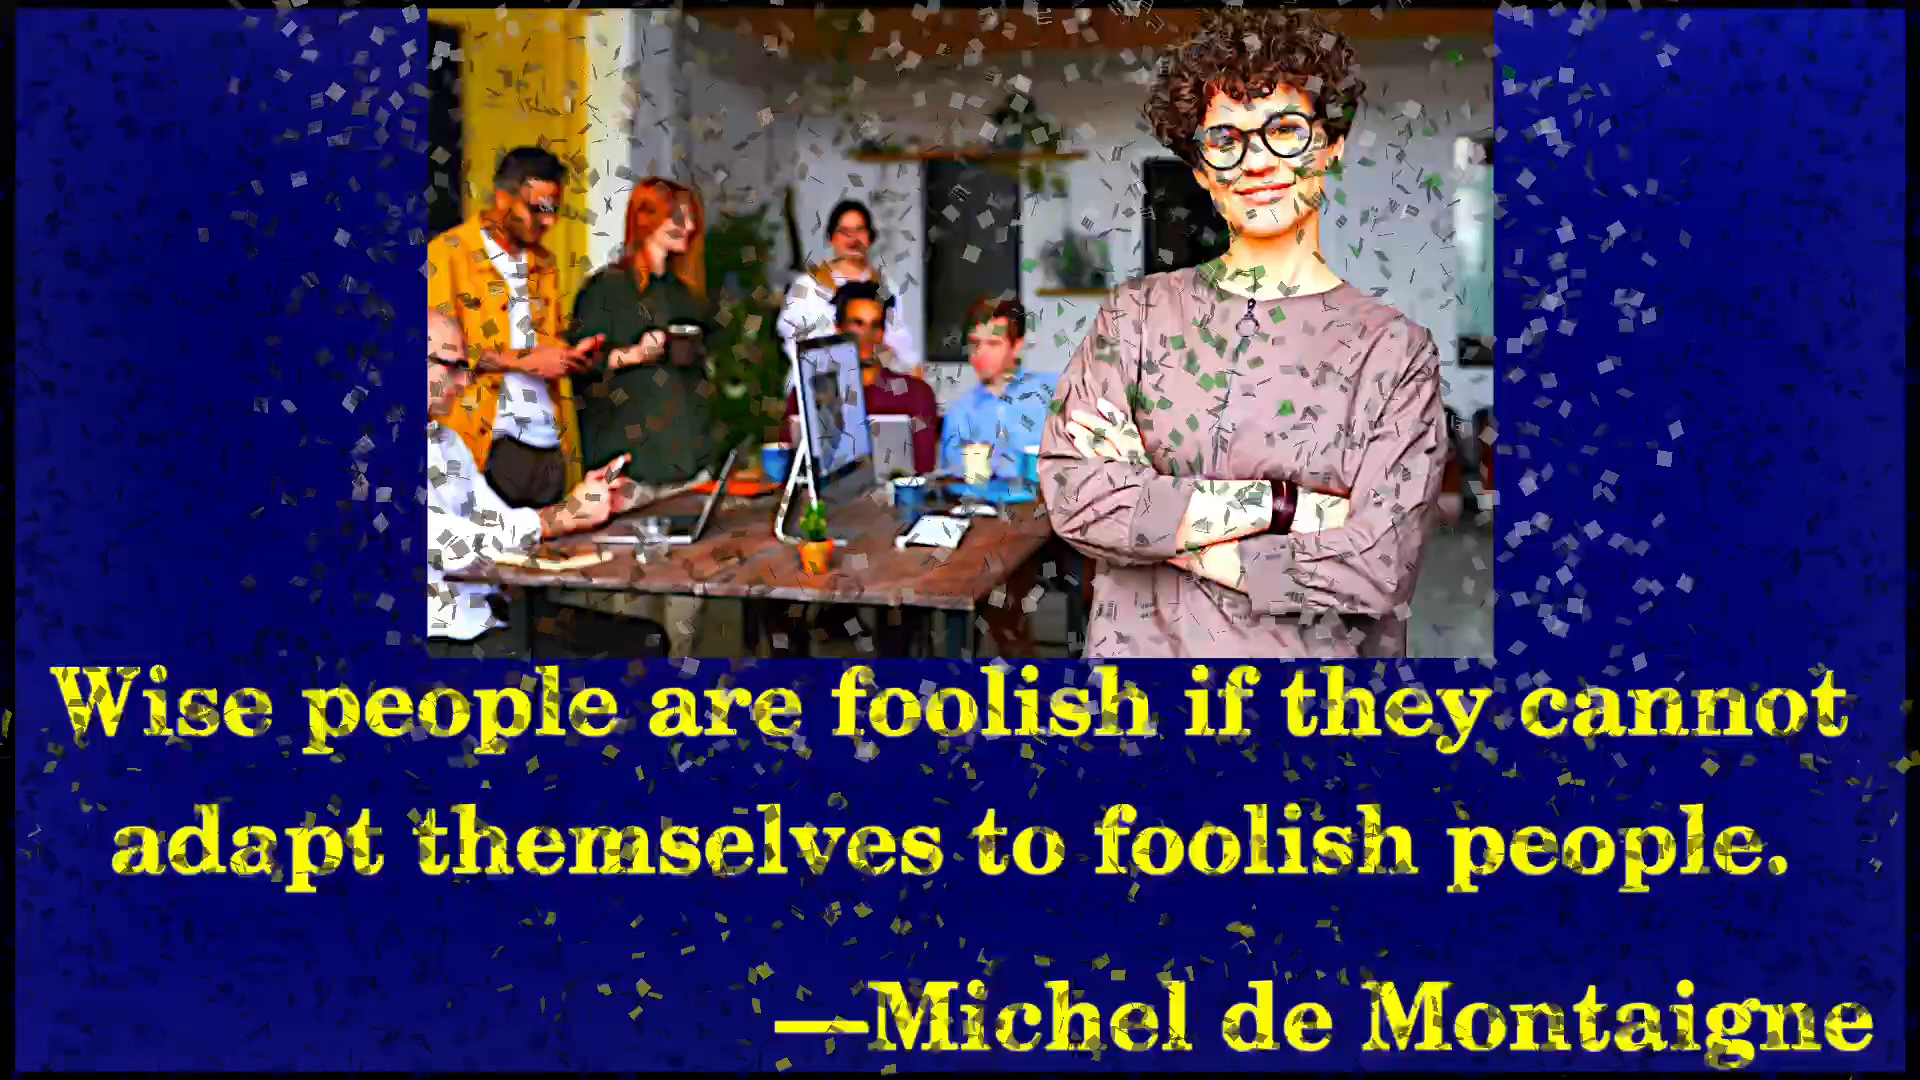 Wise people are foolish if they cannot
adapt themselves to foolish people.
—Michel de Montaigne